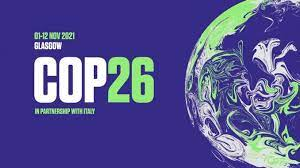 01-12 NOV 2021
GLASGOW
COP26
IN PARTNERSHIP WITH ITALY